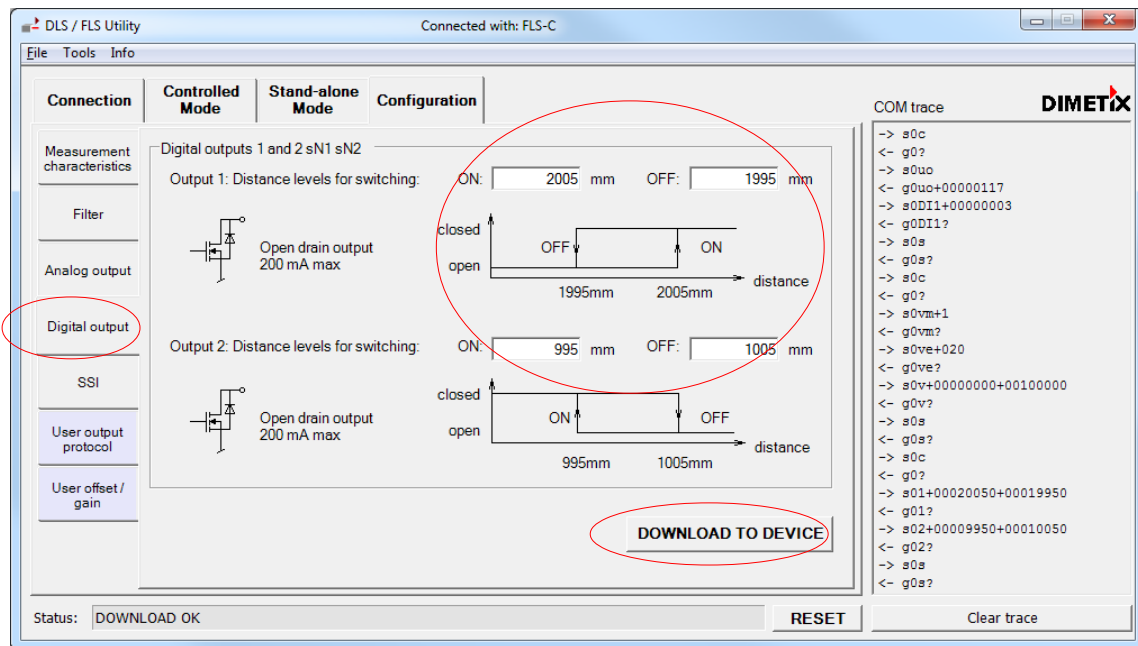 DLS / FLS Utility
Connected with: FLS-C
File Tools Info
Connection
Controlled Mode
Stand-alone Mode
Configuration
COM trace
DIMETIX
Measurement characteristics
Filter
Analog output
Digital output
SSI
User output protocol
User offset / gain
Digital outputs 1 and 2 sN1 sN2
Output 1: Distance levels for switching: ON: 2005 mm OFF: 1995 mm
Open drain output
200 mA max
closed
open
OFF
ON
distance
1995mm
2005mm
Output 2: Distance levels for switching: ON: 995 mm OFF: 1005 mm
Open drain output
200 mA max
closed
open
ON
OFF
distance
995mm
1005mm
DOWNLOAD TO DEVICE
-> s0c
<- g0?
-> s0uo
<- g0uo+00000117
-> s0DI1+00000003
<- g0DI1?
-> s0s
<- g0s?
-> s0c
<- g0?
-> s0vm+1
<- g0vm?
-> s0ve+020
<- g0ve?
-> s0v+00000000+00100000
<- g0v?
-> s0s
<- g0s?
-> s0c
<- g0?
-> s01+00020050+00019950
<- g01?
-> s02+00009950+00010050
<- g02?
-> s0s
<- g0s?
Status: DOWNLOAD OK
RESET
Clear trace